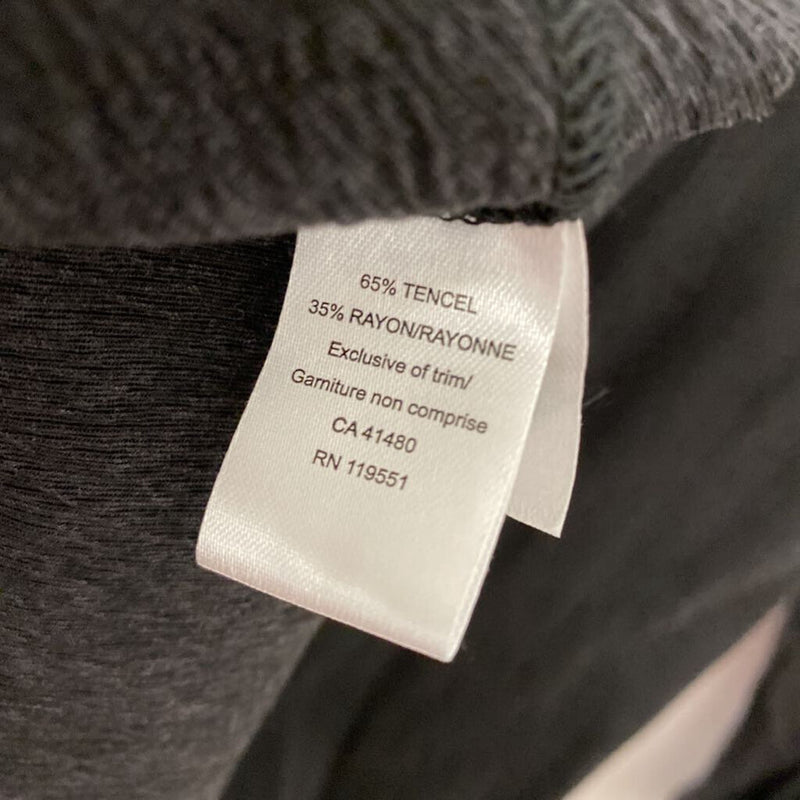 65% TENCEL
35% RAYON/RAYONNE
Exclusive of trim/
Garniture non comprise
CA 41480
RN 119551